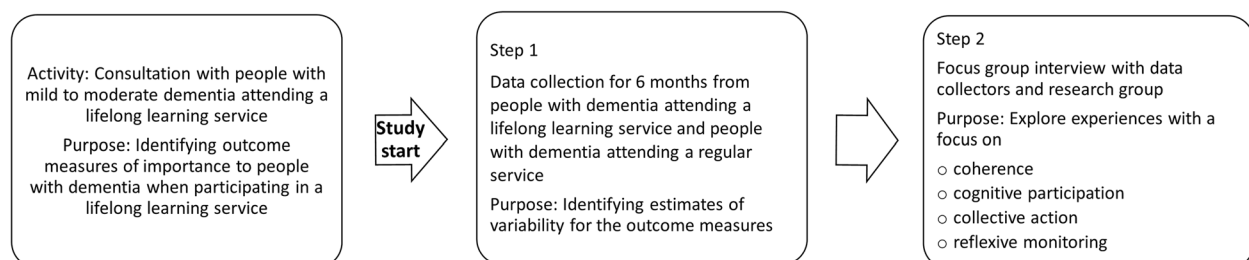 Activity: Consultation with people with
mild to moderate dementia attending a
lifelong learning service
Purpose: Identifying outcome
measures of importance to people
with dementia when participating in a
lifelong learning service
Study
start
Step 1
Data collection for 6 months from
people with dementia attending a
lifelong learning service and people
with dementia attending a regular
service
Purpose: Identifying estimates of
variability for the outcome measures
Step 2
Focus group interview with data
collectors and research group
Purpose: Explore experiences with a
focus on
○ coherence
○ cognitive participation
○ collective action
○ reflexive monitoring